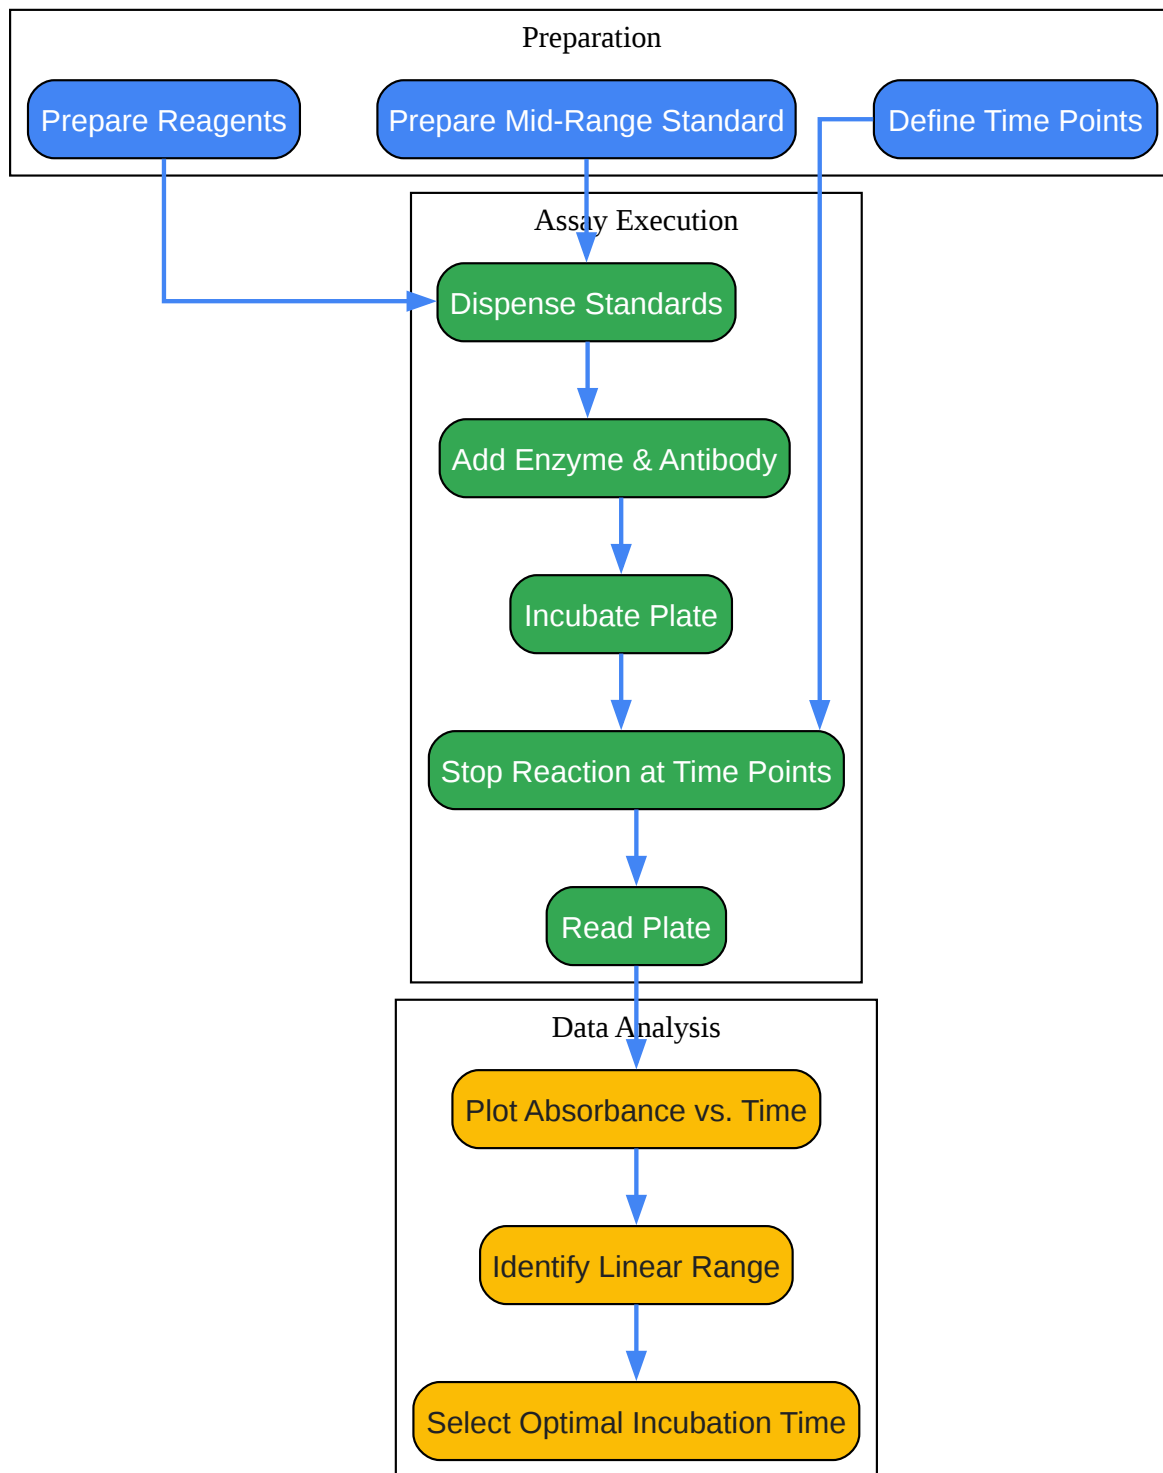 Preparation
Prepare Reagents
Prepare Mid-Range Standard
Define Time Points
Assay Execution
Dispense Standards
Add Enzyme & Antibody
Incubate Plate
Stop Reaction at Time Points
Read Plate
Data Analysis
Plot Absorbance vs. Time
Identify Linear Range
Select Optimal Incubation Time